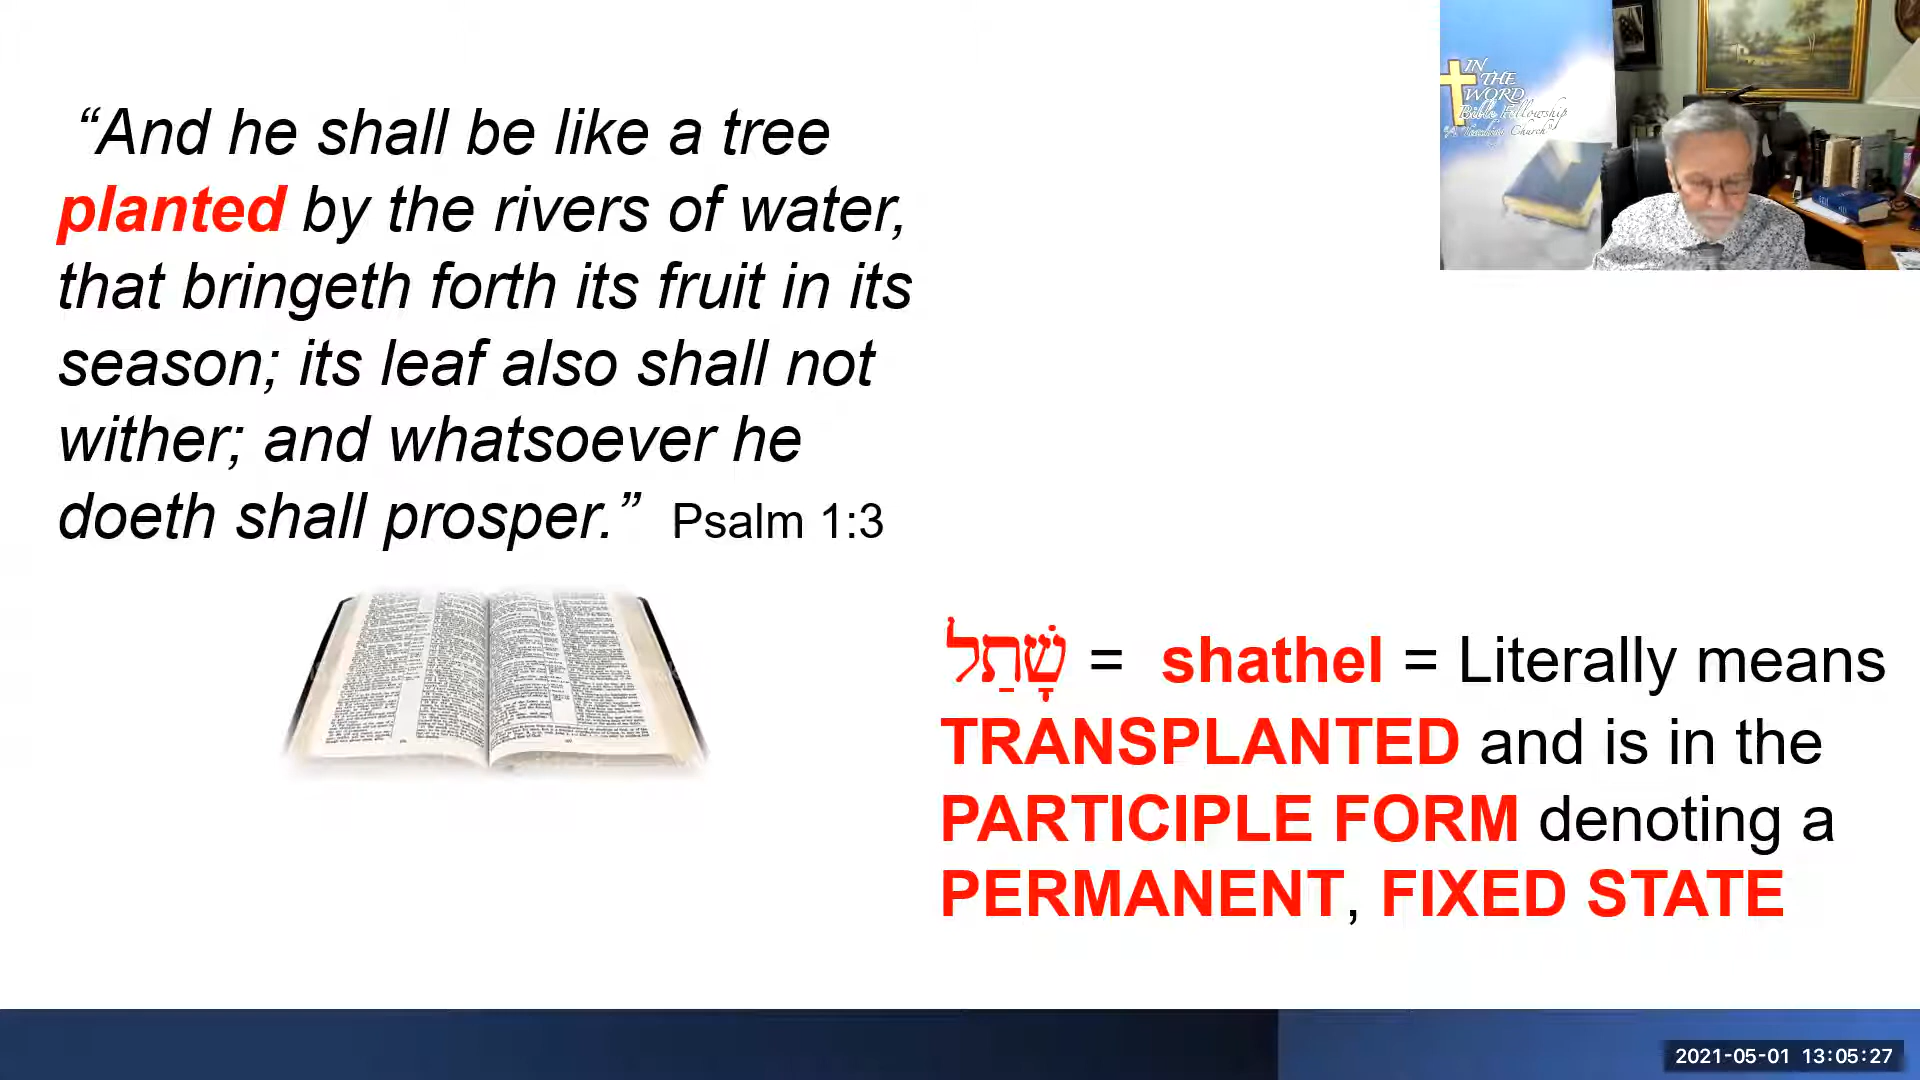 “And he shall be like a tree
planted by the rivers of water,
that bringeth forth its fruit in its
season; its leaf also shall not
wither; and whatsoever he
doeth shall prosper.” Psalm 1:3
IN
THE
WORD
Bible Fellowship
"A Teaching Church"
שָׁתַל = shathel = Literally means
TRANSPLANTED and is in the
PARTICIPLE FORM denoting a
PERMANENT, FIXED STATE
2021-05-01 13:05:27